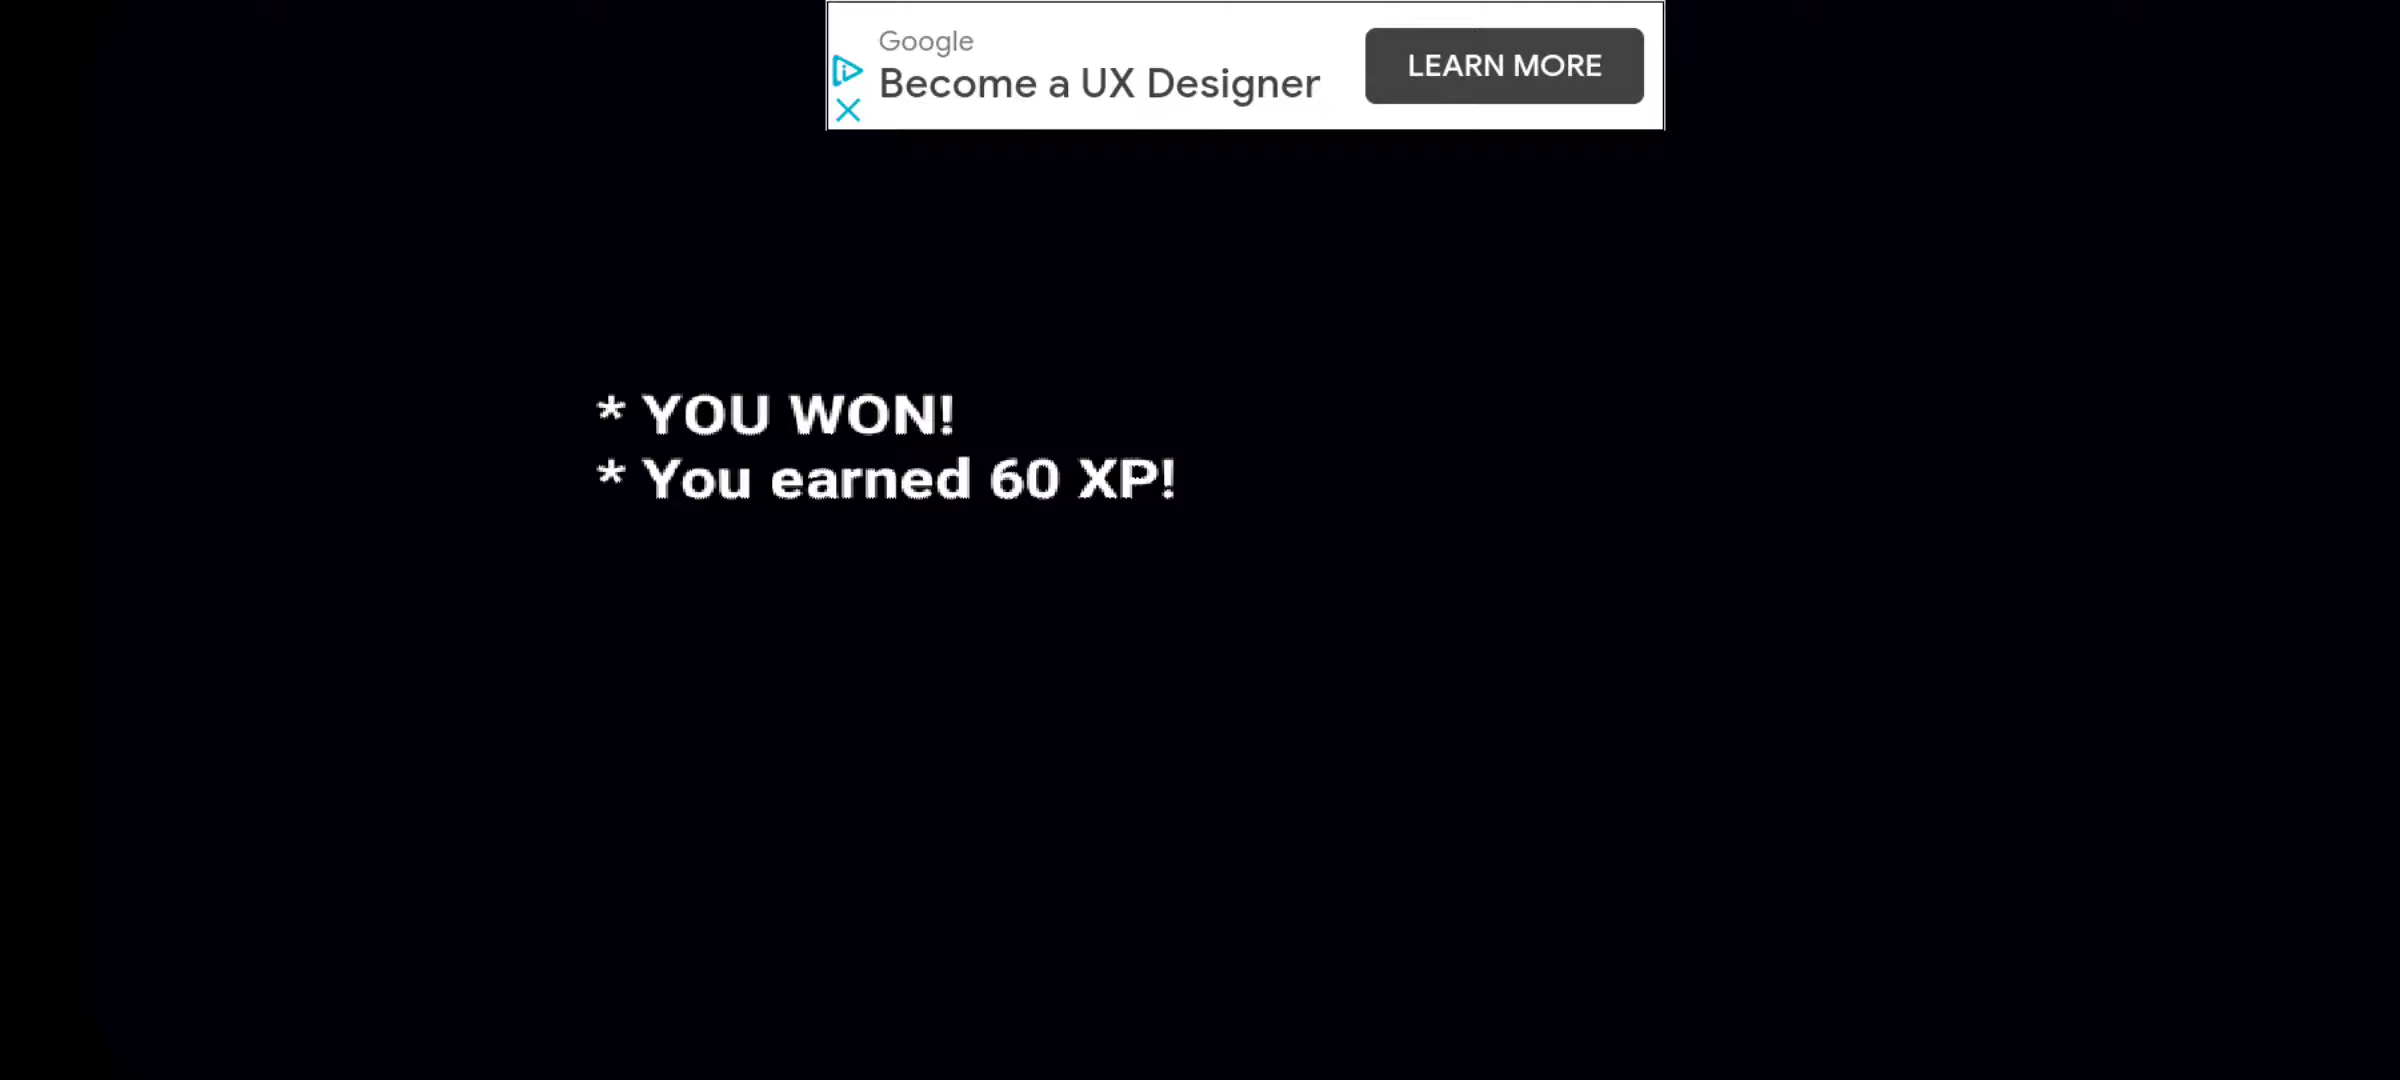 Google
Become a UX Designer
LEARN MORE
* YOU WON!
* You earned 60 XP!